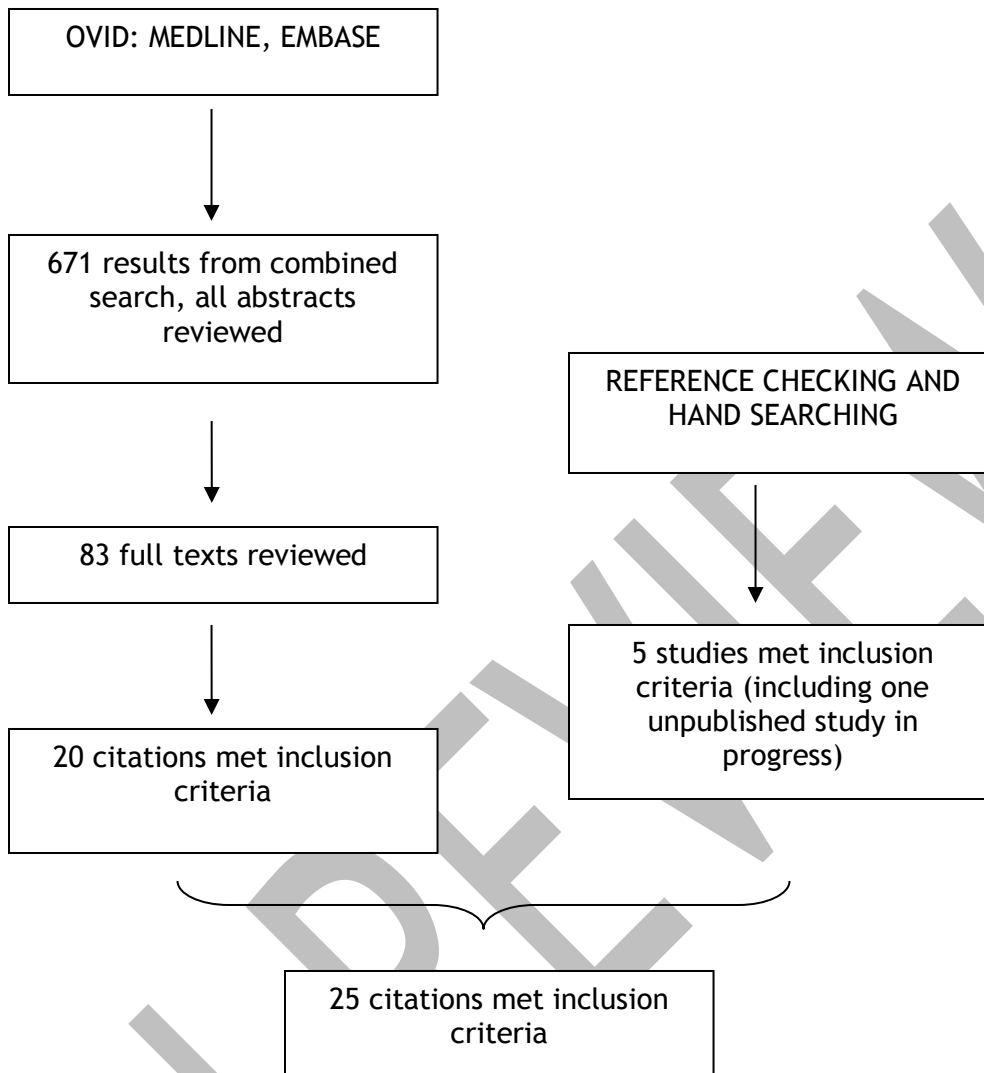 OVID: MEDLINE, EMBASE
671 results from combined
search, all abstracts
reviewed
REFERENCE CHECKING AND
HAND SEARCHING
83 full texts reviewed
5 studies met inclusion
criteria (including one
unpublished study in
progress)
20 citations met inclusion
criteria
25 citations met inclusion
criteria